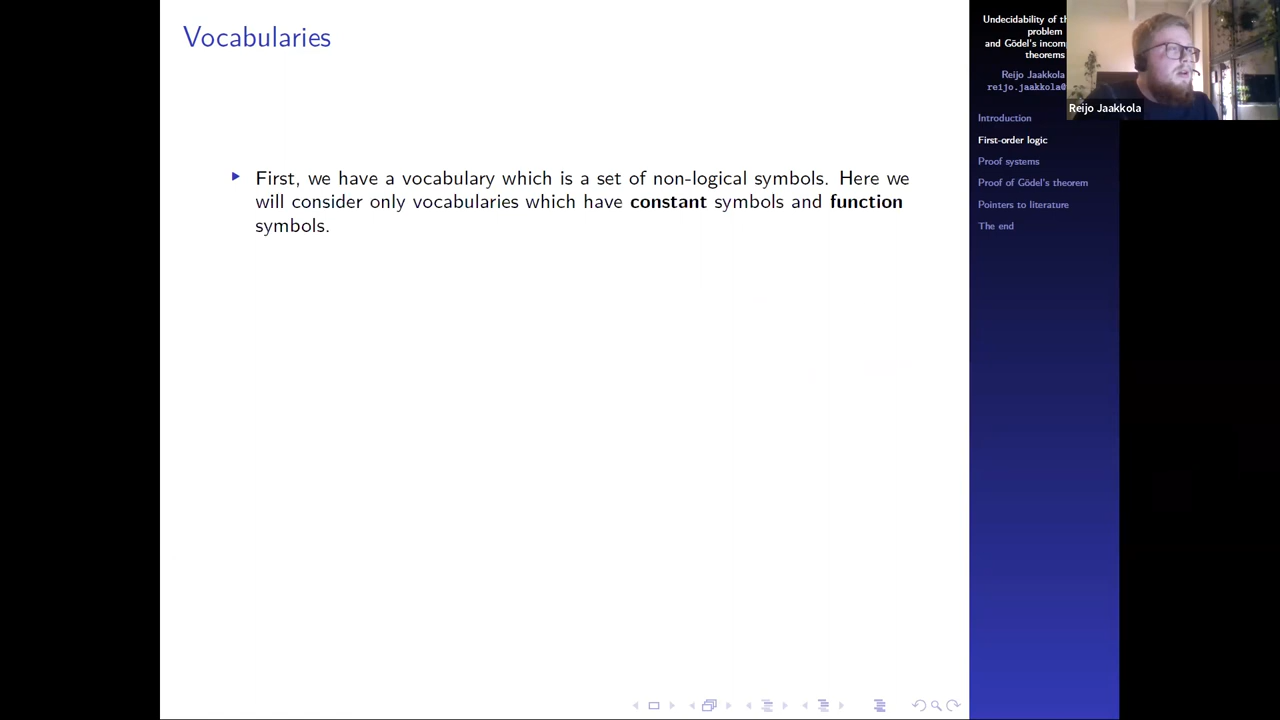 Vocabularies
First, we have a vocabulary which is a set of non-logical symbols. Here we
will consider only vocabularies which have constant symbols and function
symbols.
Undecidability of
problem
and Gödel's
theorems
Reijo Jaakkola
reijo.jaakkola@
Reijo Jaakkola
Introduction
First-order logic
Proof systems
Proof of Gödel's theorem
Pointers to literature
The end